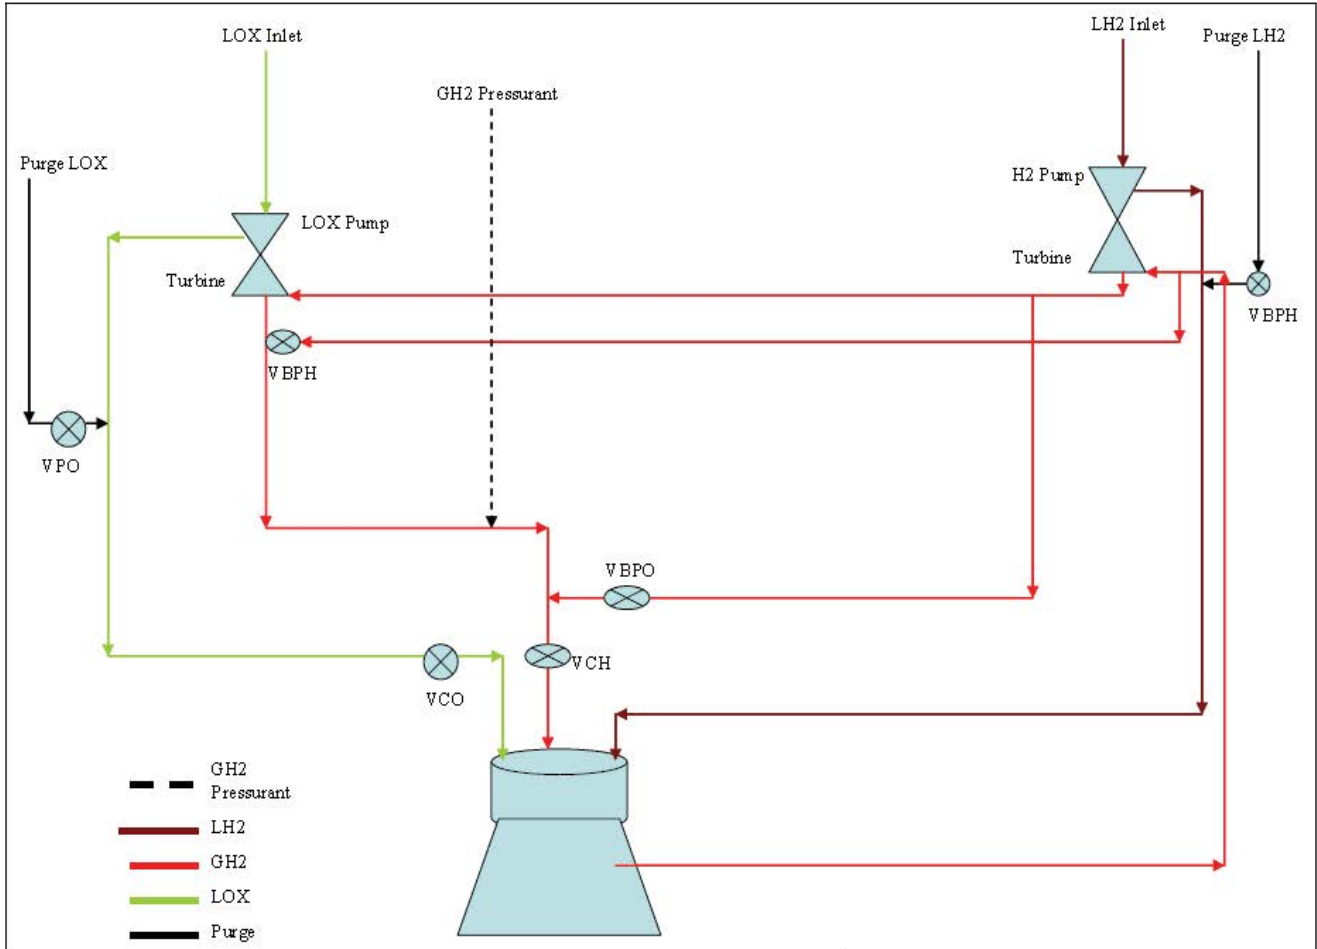 LOX Inlet
LH2 Inlet
Purge LH2
GH2 Pressurant
Purge LOX
H2 Pump
LOX Pump
Turbine
Turbine
VBPH
VBPH
VPO
VBPO
VCH
VCO
GH2
Pressurant
LH2
GH2
LOX
Purge